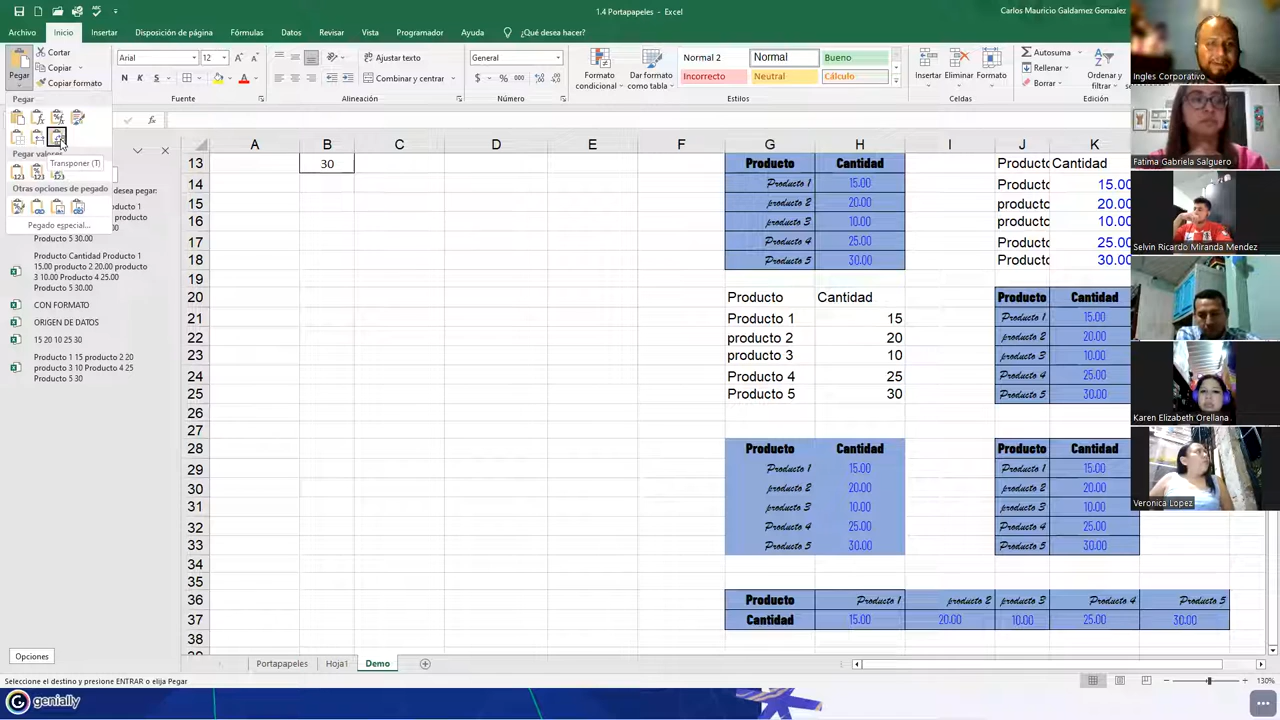 1.4 Portapapeles - Excel
Carlos Mauricio Galdamez Gonzalez
Archivo Inicio Insertar Disposición de página Fórmulas Datos Revisar Vista Programador Ayuda ¿Qué desea hacer?
Pegar
Cortar
Copiar
Copiar formato
Arial 12
N K S
Fuente
Ajustar texto
Combinar y centrar
Alineación
General
$ % 000
Número
Formato condicional
Dar formato como tabla
Normal 2 Normal Bueno
Incorrecto Neutral Cálculo
Estilos
Insertar Eliminar Formato
Celdas
Autosuma
Rellenar
Borrar
Ordenar y
Edición
Pegar
Transponer (T)
Otras opciones de pegado
Pegado especial...
Producto 5 30.00
Producto Cantidad Producto 1
15.00 producto 2 20.00 producto
3 10.00 Producto 4 25.00
Producto 5 30.00
CON FORMATO
ORIGEN DE DATOS
15 20 10 25 30
Producto 1 15 producto 2 20
producto 3 10 Producto 4 25
Producto 5 30
Opciones
A B C D E F G H I J K
13 30 Producto Cantidad Producto Cantidad
14 Producto 1 15.00 15.00
15 producto 2 20.00 20.00
16 producto 3 10.00 10.00
17 Producto 4 25.00 25.00
18 Producto 5 30.00 30.00
19
20 Producto Cantidad Producto Cantidad
21 Producto 1 15 Producto 1 15.00
22 producto 2 20 producto 2 20.00
23 producto 3 10 producto 3 10.00
24 Producto 4 25 Producto 4 25.00
25 Producto 5 30 Producto 5 30.00
26
27
28 Producto Cantidad Producto Cantidad
29 Producto 1 15.00 Producto 1 15.00
30 producto 2 20.00 producto 2 20.00
31 producto 3 10.00 producto 3 10.00
32 Producto 4 25.00 Producto 4 25.00
33 Producto 5 30.00 Producto 5 30.00
34
35
36 Producto Producto 1 producto 2 producto 3 Producto 4 Producto 5
37 Cantidad 15.00 20.00 10.00 25.00 30.00
38
Portapapeles Hoja1 Demo
Seleccione el destino y presione ENTRAR o elija Pegar
130%
genially
Ingles Corporativo
Fatima Gabriela Salguero
Selvin Ricardo Miranda Mendez
Karen Elizabeth Orellana
Veronica Lopez